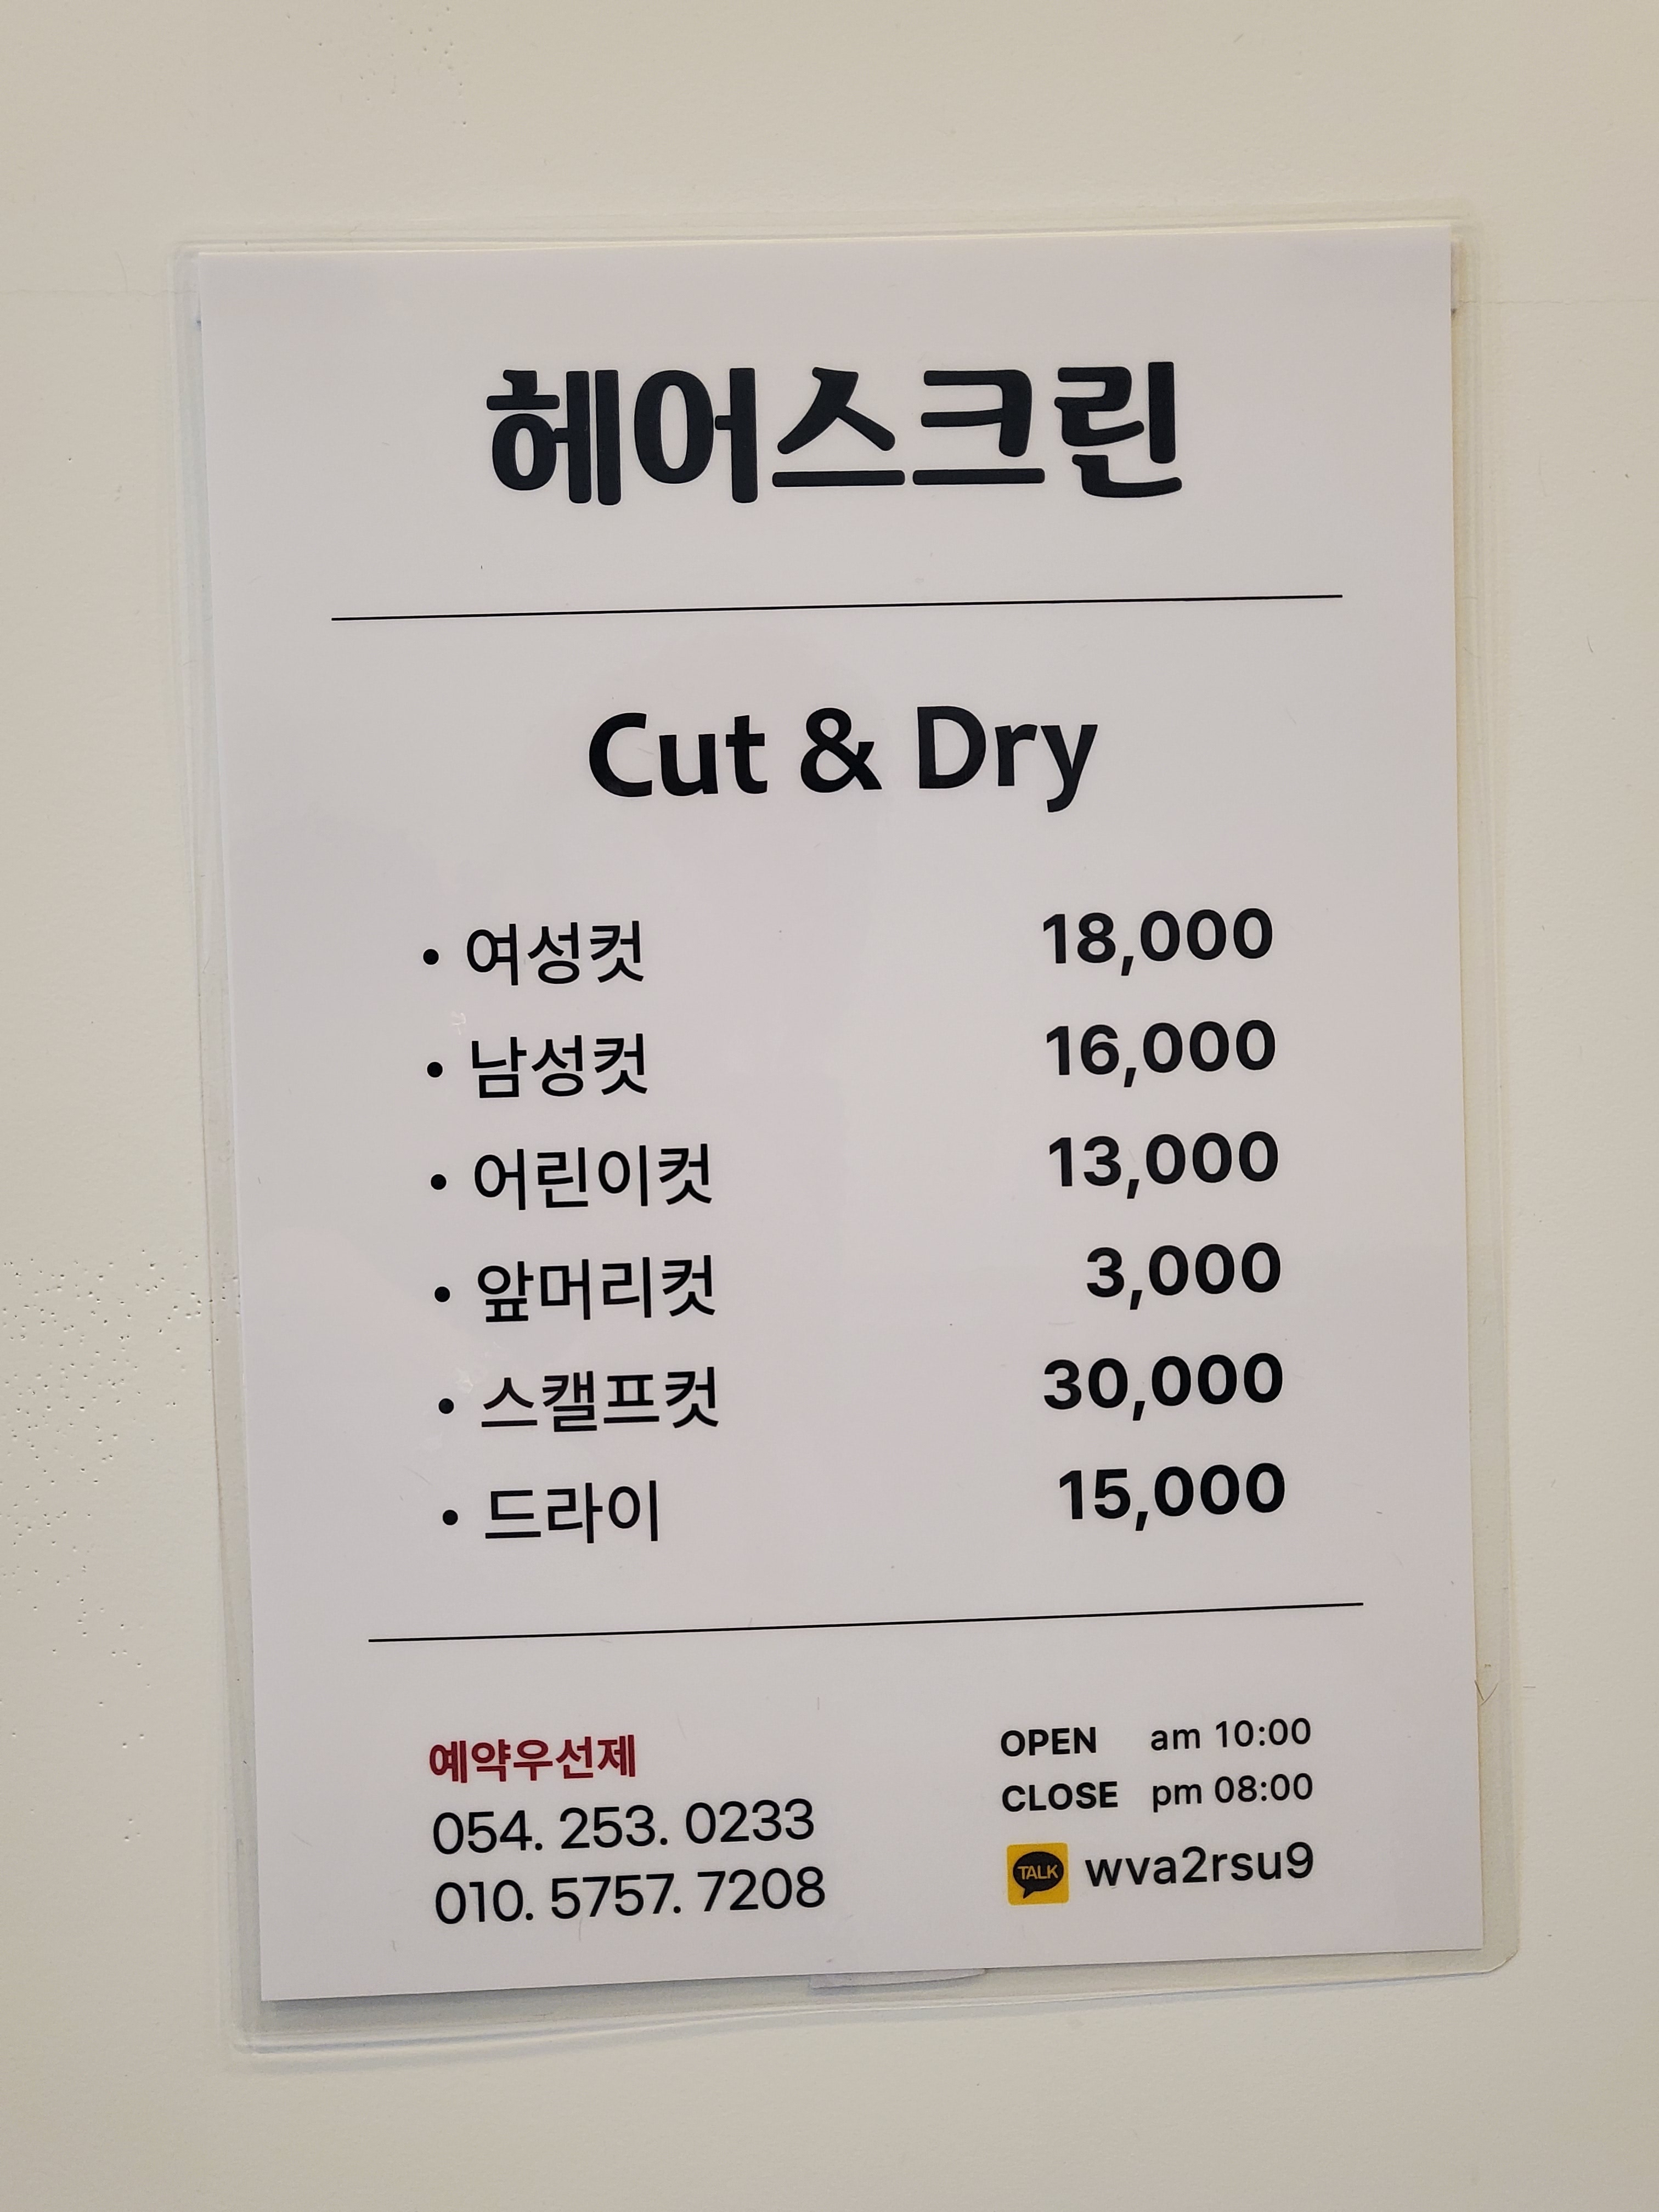 헤어스크린
Cut & Dry
• 여성컷 18,000
• 남성컷 16,000
• 어린이컷 13,000
• 앞머리컷 3,000
• 스캘프컷 30,000
• 드라이 15,000
예약우선제
054. 253. 0233
010. 5757. 7208
OPEN am 10:00
CLOSE pm 08:00
TALK wva2rsu9